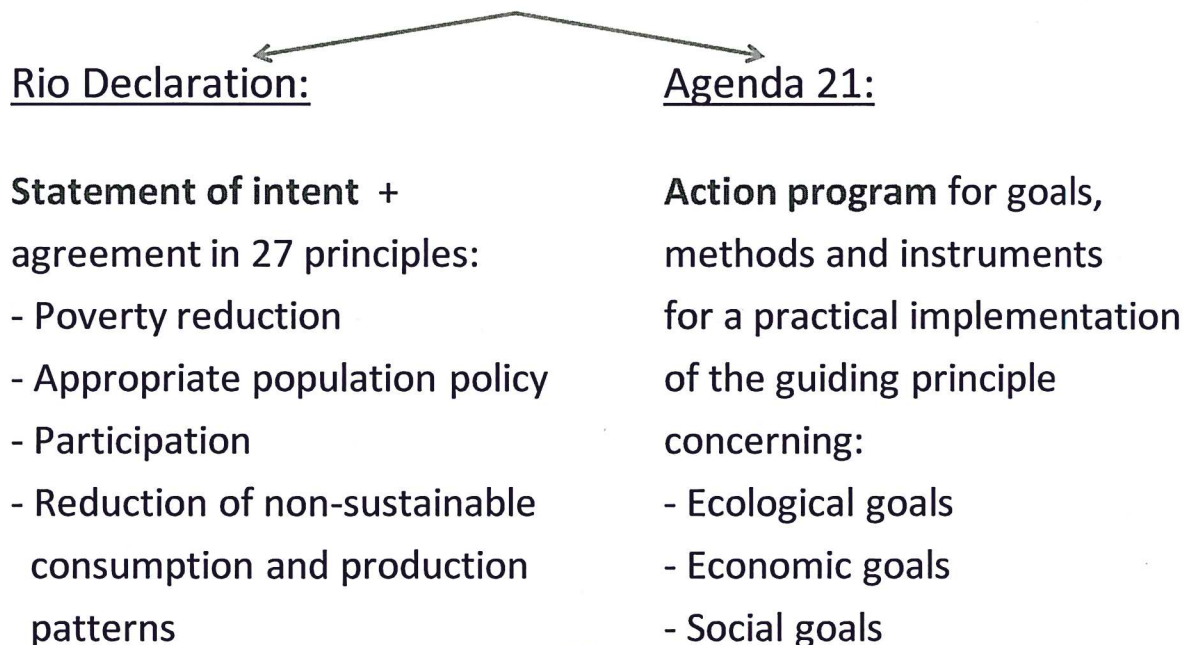 Rio Declaration:
Statement of intent +
agreement in 27 principles:
- Poverty reduction
- Appropriate population policy
- Participation
- Reduction of non-sustainable
consumption and production
patterns
Agenda 21:
Action program for goals,
methods and instruments
for a practical implementation
of the guiding principle
concerning:
- Ecological goals
- Economic goals
- Social goals